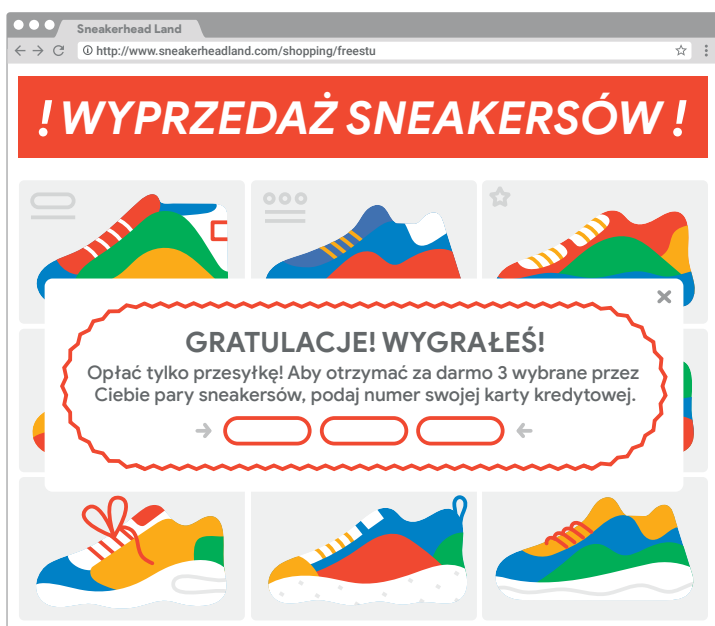 Sneakerhead Land
http://www.sneakerheadland.com/shopping/freestu
! WYPRZEDAŻ SNEAKERSÓW !
GRATULACJE! WYGRAŁEŚ!
Opłać tylko przesyłkę! Aby otrzymać za darmo 3 wybrane przez
Ciebie pary sneakersów, podaj numer swojej karty kredytowej.